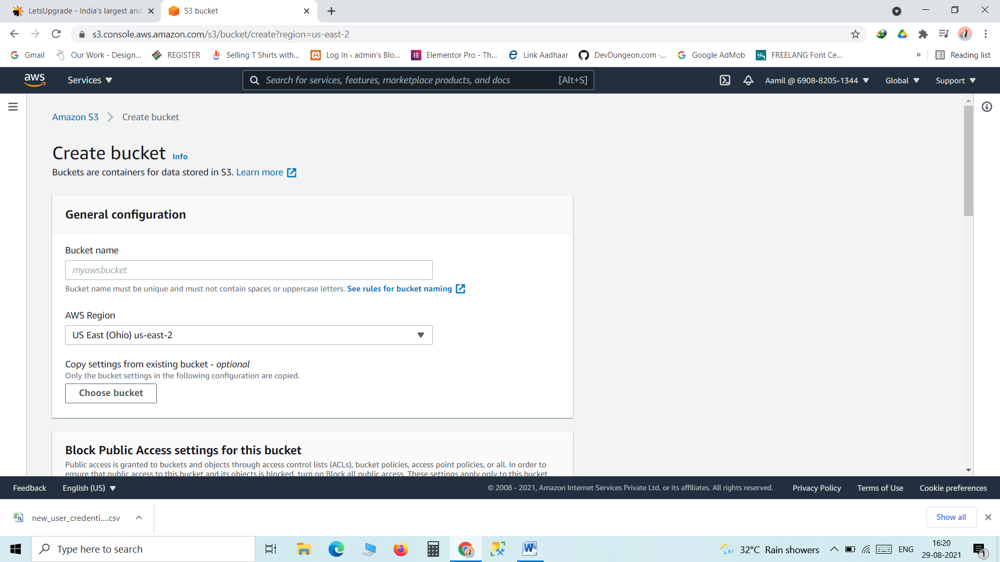 LetsUpgrade - India's largest and
S3 bucket
s3.console.aws.amazon.com/s3/bucket/create?region=us-east-2
Gmail
Our Work - Design...
REGISTER
Selling T Shirts with...
Log In ‹ admin's Blo...
Elementor Pro - Th...
Link Aadhaar
DevDungeon.com -...
Google AdMob
FREELANG Font Ce...
»
Reading list
aws
Services
Search for services, features, marketplace products, and docs
[Alt+S]
Aamil @ 6908-8205-1344
Global
Support
Amazon S3
Create bucket
Create bucket Info
Buckets are containers for data stored in S3. Learn more
General configuration
Bucket name
myawsbucket
Bucket name must be unique and must not contain spaces or uppercase letters. See rules for bucket naming
AWS Region
US East (Ohio) us-east-2
Copy settings from existing bucket - optional
Only the bucket settings in the following configuration are copied.
Choose bucket
Block Public Access settings for this bucket
Public access is granted to buckets and objects through access control lists (ACLs), bucket policies, access point policies, or all. In order to
ensure that public access to this bucket and its objects is blocked, turn on Block all public access. These settings apply only to this bucket
Feedback
English (US)
© 2008 - 2021, Amazon Internet Services Private Ltd. or its affiliates. All rights reserved.
Privacy Policy
Terms of Use
Cookie preferences
new_user_credenti....csv
Show all
Type here to search
32°C Rain showers
ENG
16:20
29-08-2021
1